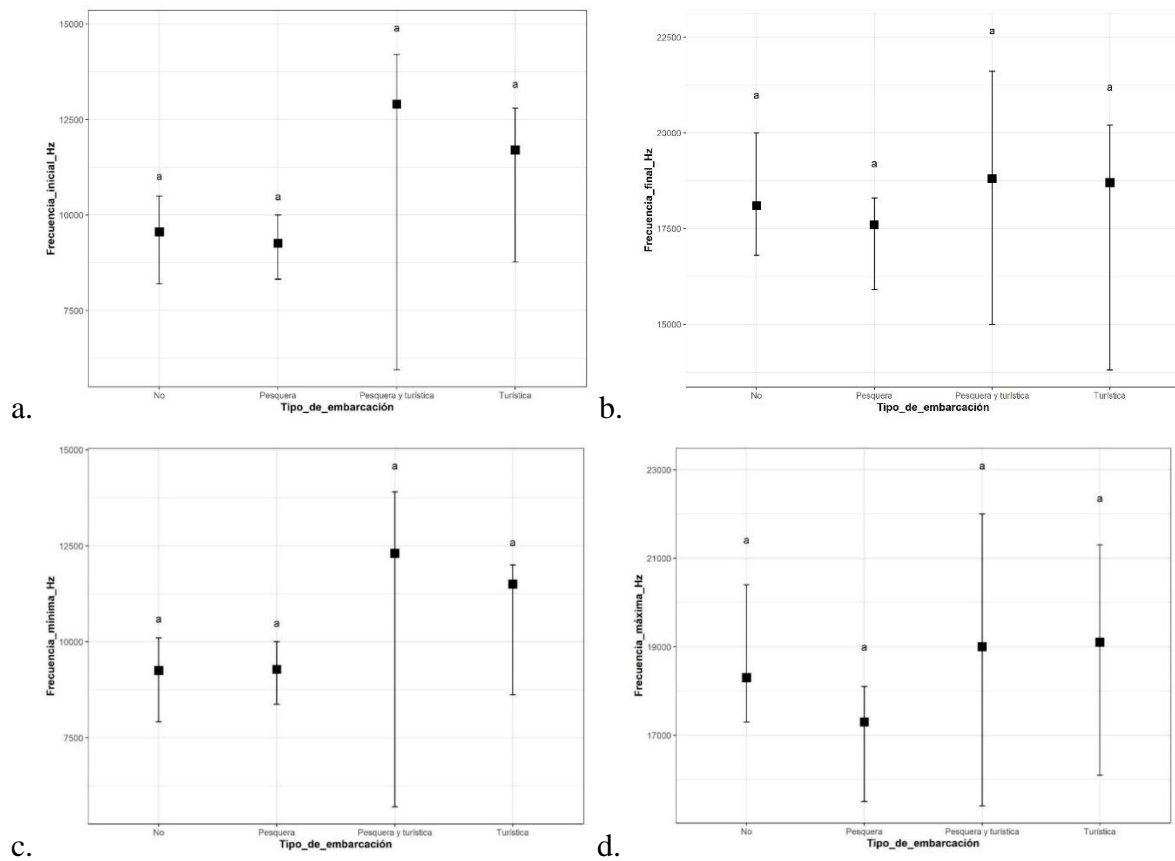 a.
Frecuencia_inicial_Hz
15000
12500
10000
7500
a
a
a
a
No
Pesquera
Pesquera y turística
Turística
Tipo_de_embarcación
b.
Frecuencia_final_Hz
22500
20000
17500
15000
a
a
a
a
No
Pesquera
Pesquera y turística
Turística
Tipo_de_embarcación
c.
Frecuencia_mínima_Hz
15000
12500
10000
7500
a
a
a
a
No
Pesquera
Pesquera y turística
Turística
Tipo_de_embarcación
d.
Frecuencia_máxima_Hz
23000
21000
19000
17000
a
a
a
a
No
Pesquera
Pesquera y turística
Turística
Tipo_de_embarcación